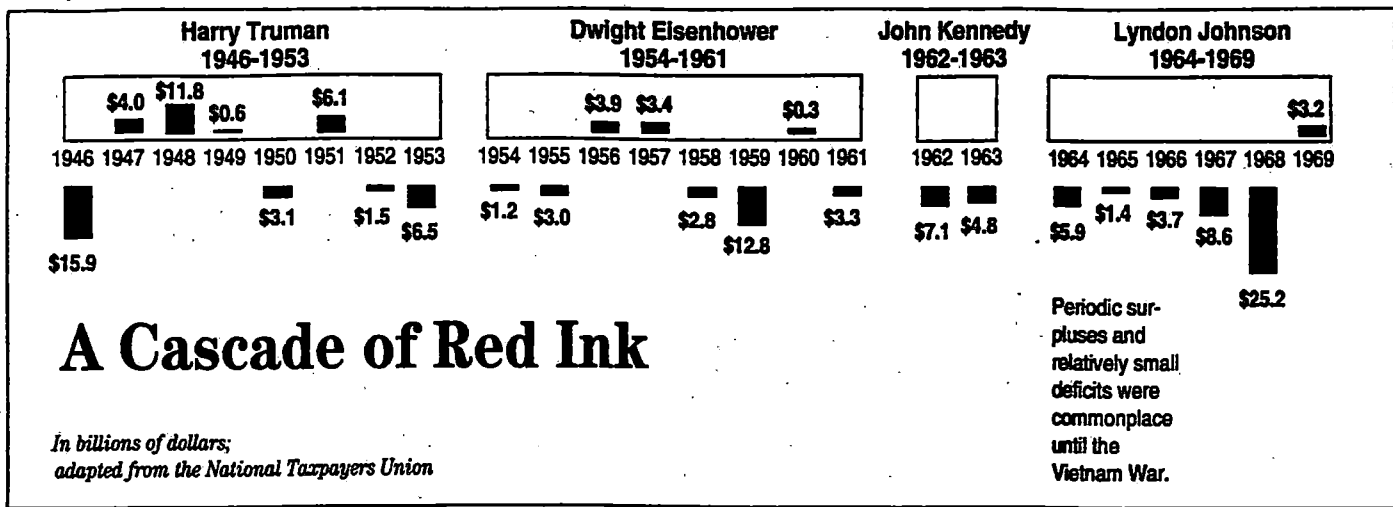 Harry Truman
1946-1953
$4.0 $11.8 $0.6 $6.1
1946 1947 1948 1949 1950 1951 1952 1953
$15.9 $3.1 $1.5 $6.5
Dwight Eisenhower
1954-1961
$3.9 $3.4 $0.3
1954 1955 1956 1957 1958 1959 1960 1961
$1.2 $3.0 $2.8 $12.8 $3.3
John Kennedy
1962-1963
1962 1963
$7.1 $4.8
Lyndon Johnson
1964-1969
$3.2
1964 1965 1966 1967 1968 1969
$5.9 $1.4 $3.7 $8.6 $25.2
A Cascade of Red Ink
In billions of dollars;
adapted from the National Taxpayers Union
Periodic sur-
pluses and
relatively small
deficits were
commonplace
until the
Vietnam War.